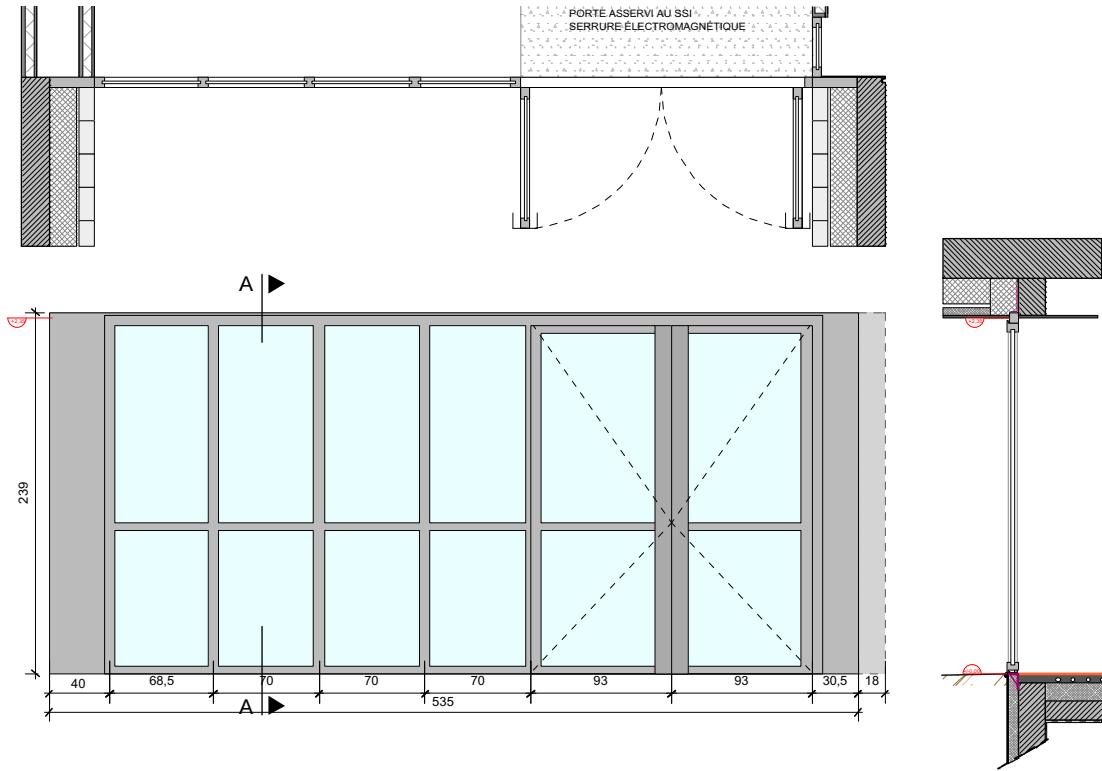 PORTE ASSERVI AU SSI
SERRURE ÉLECTROMAGNÉTIQUE
A
239
40
68,5
70
70
70
93
93
30,5
18
A
535